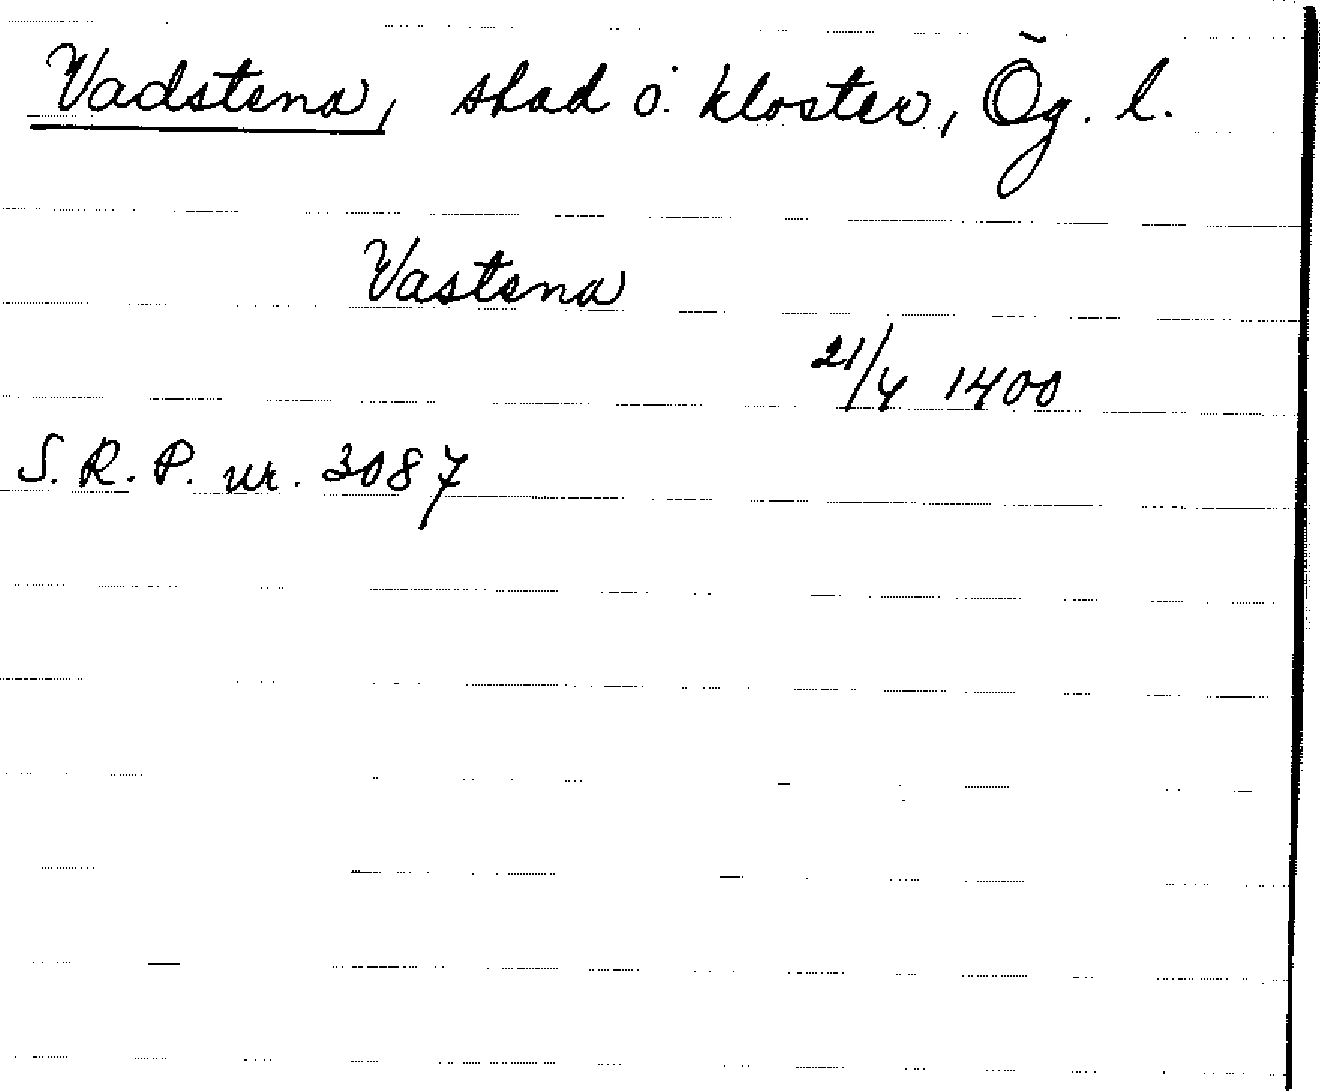 Vadstena, stad o. kloster, Ög. l.
Vastena
21/4 1400
S. R. P. nr. 3087